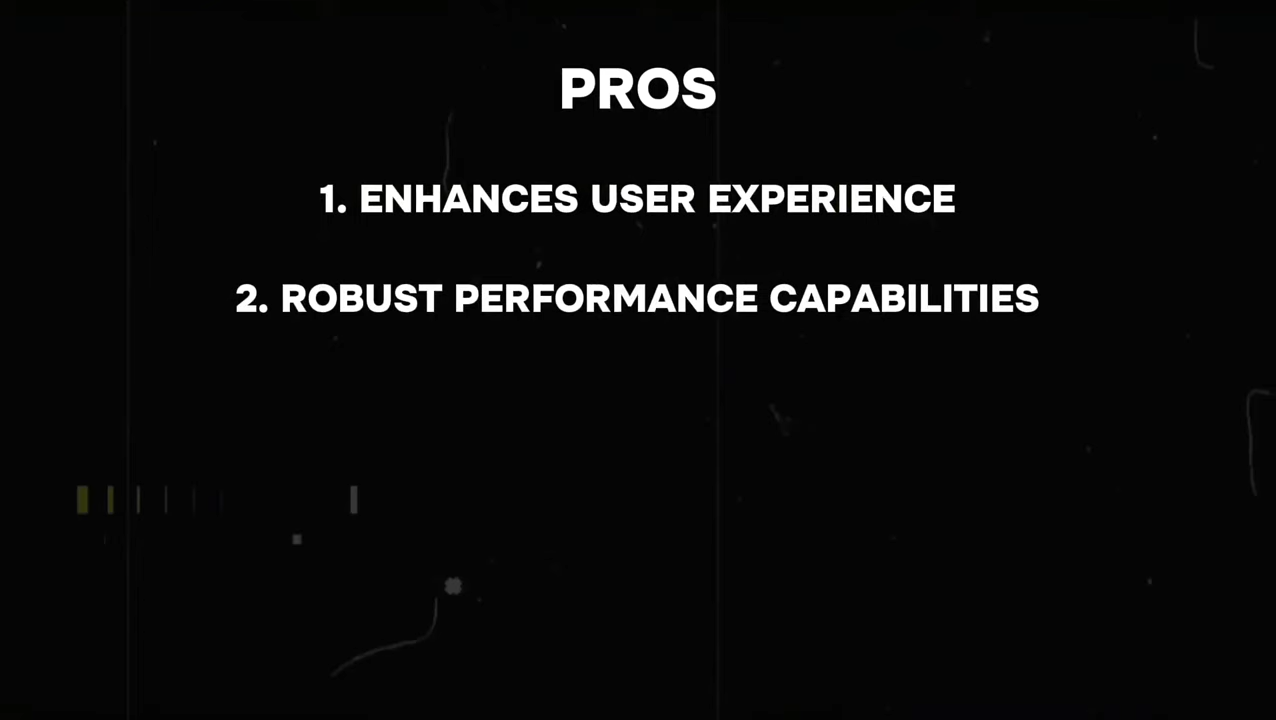 PROS
1. ENHANCES USER EXPERIENCE
2. ROBUST PERFORMANCE CAPABILITIES